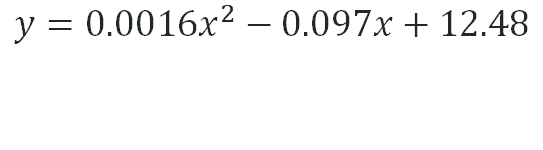 y = 0.0016x² − 0.097x + 12.48